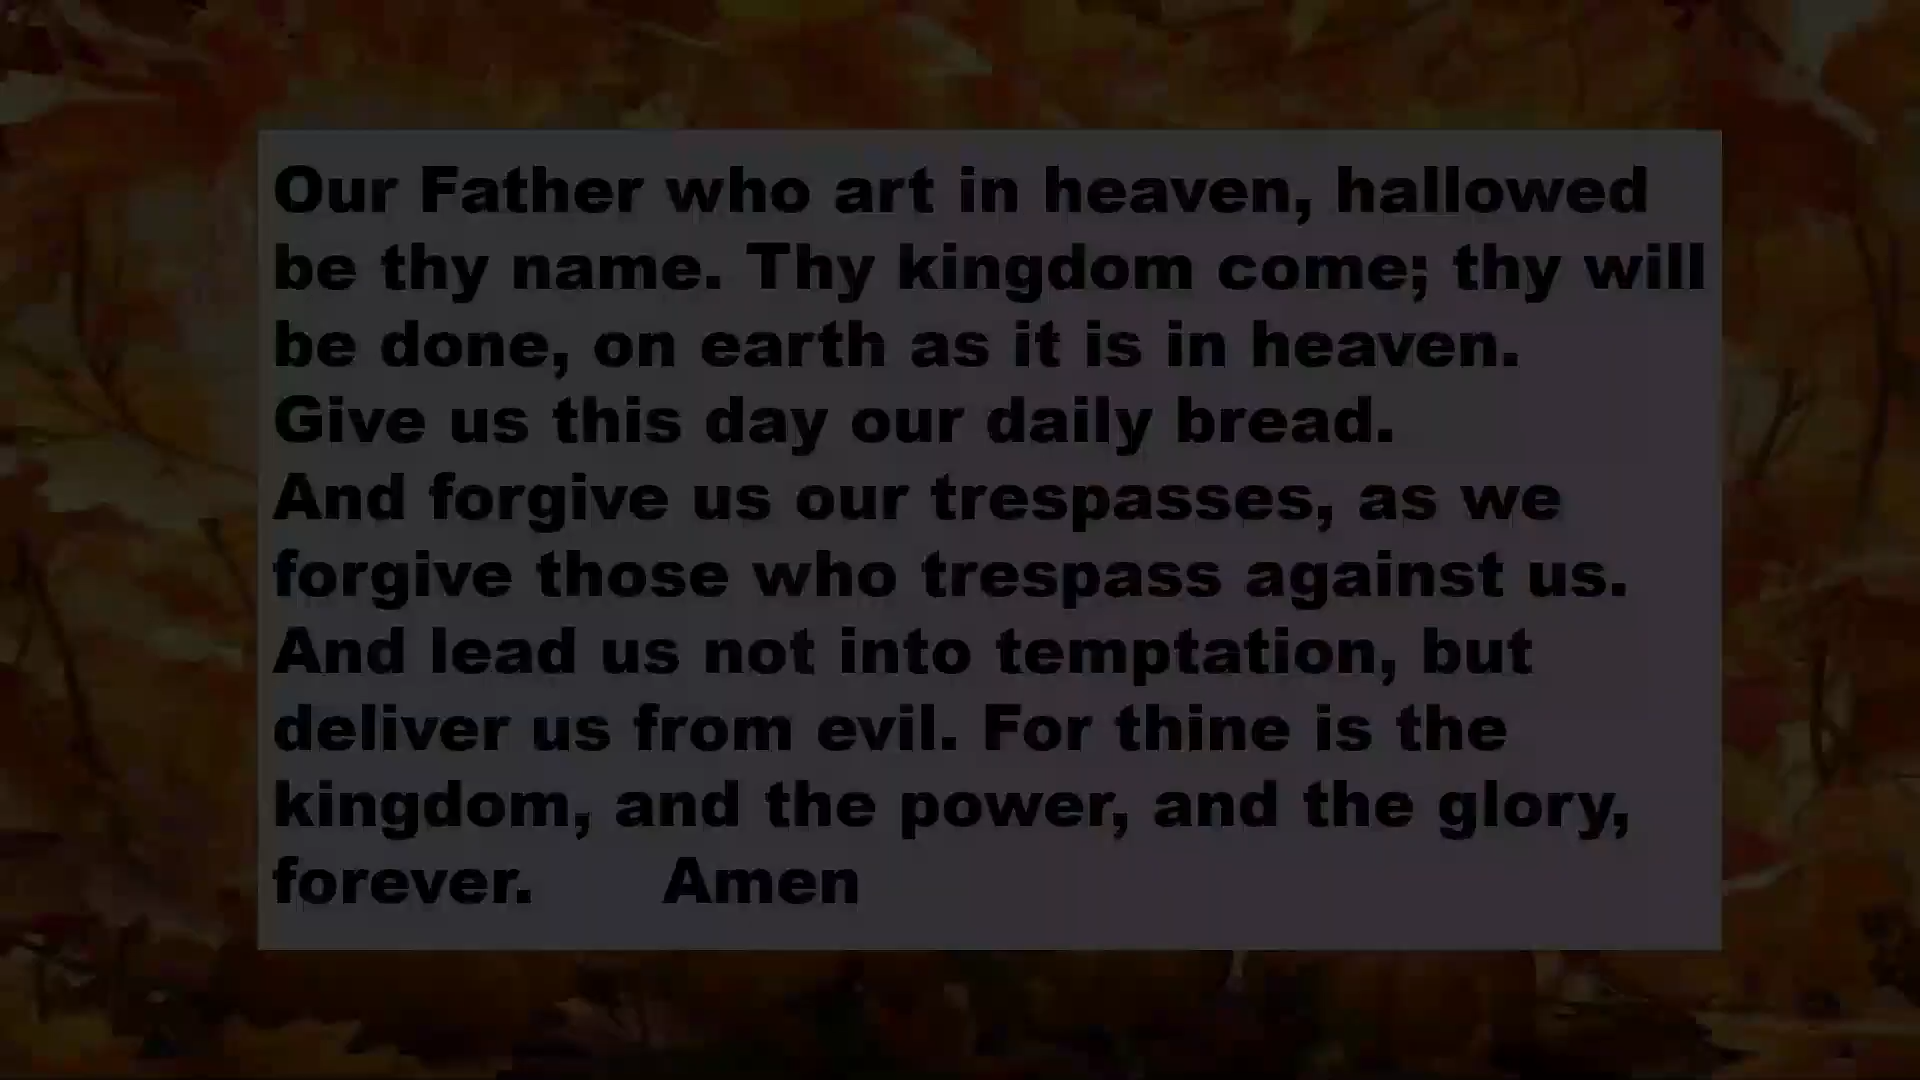 Our Father who art in heaven, hallowed
be thy name. Thy kingdom come; thy will
be done, on earth as it is in heaven.
Give us this day our daily bread.
And forgive us our trespasses, as we
forgive those who trespass against us.
And lead us not into temptation, but
deliver us from evil. For thine is the
kingdom, and the power, and the glory,
forever. Amen